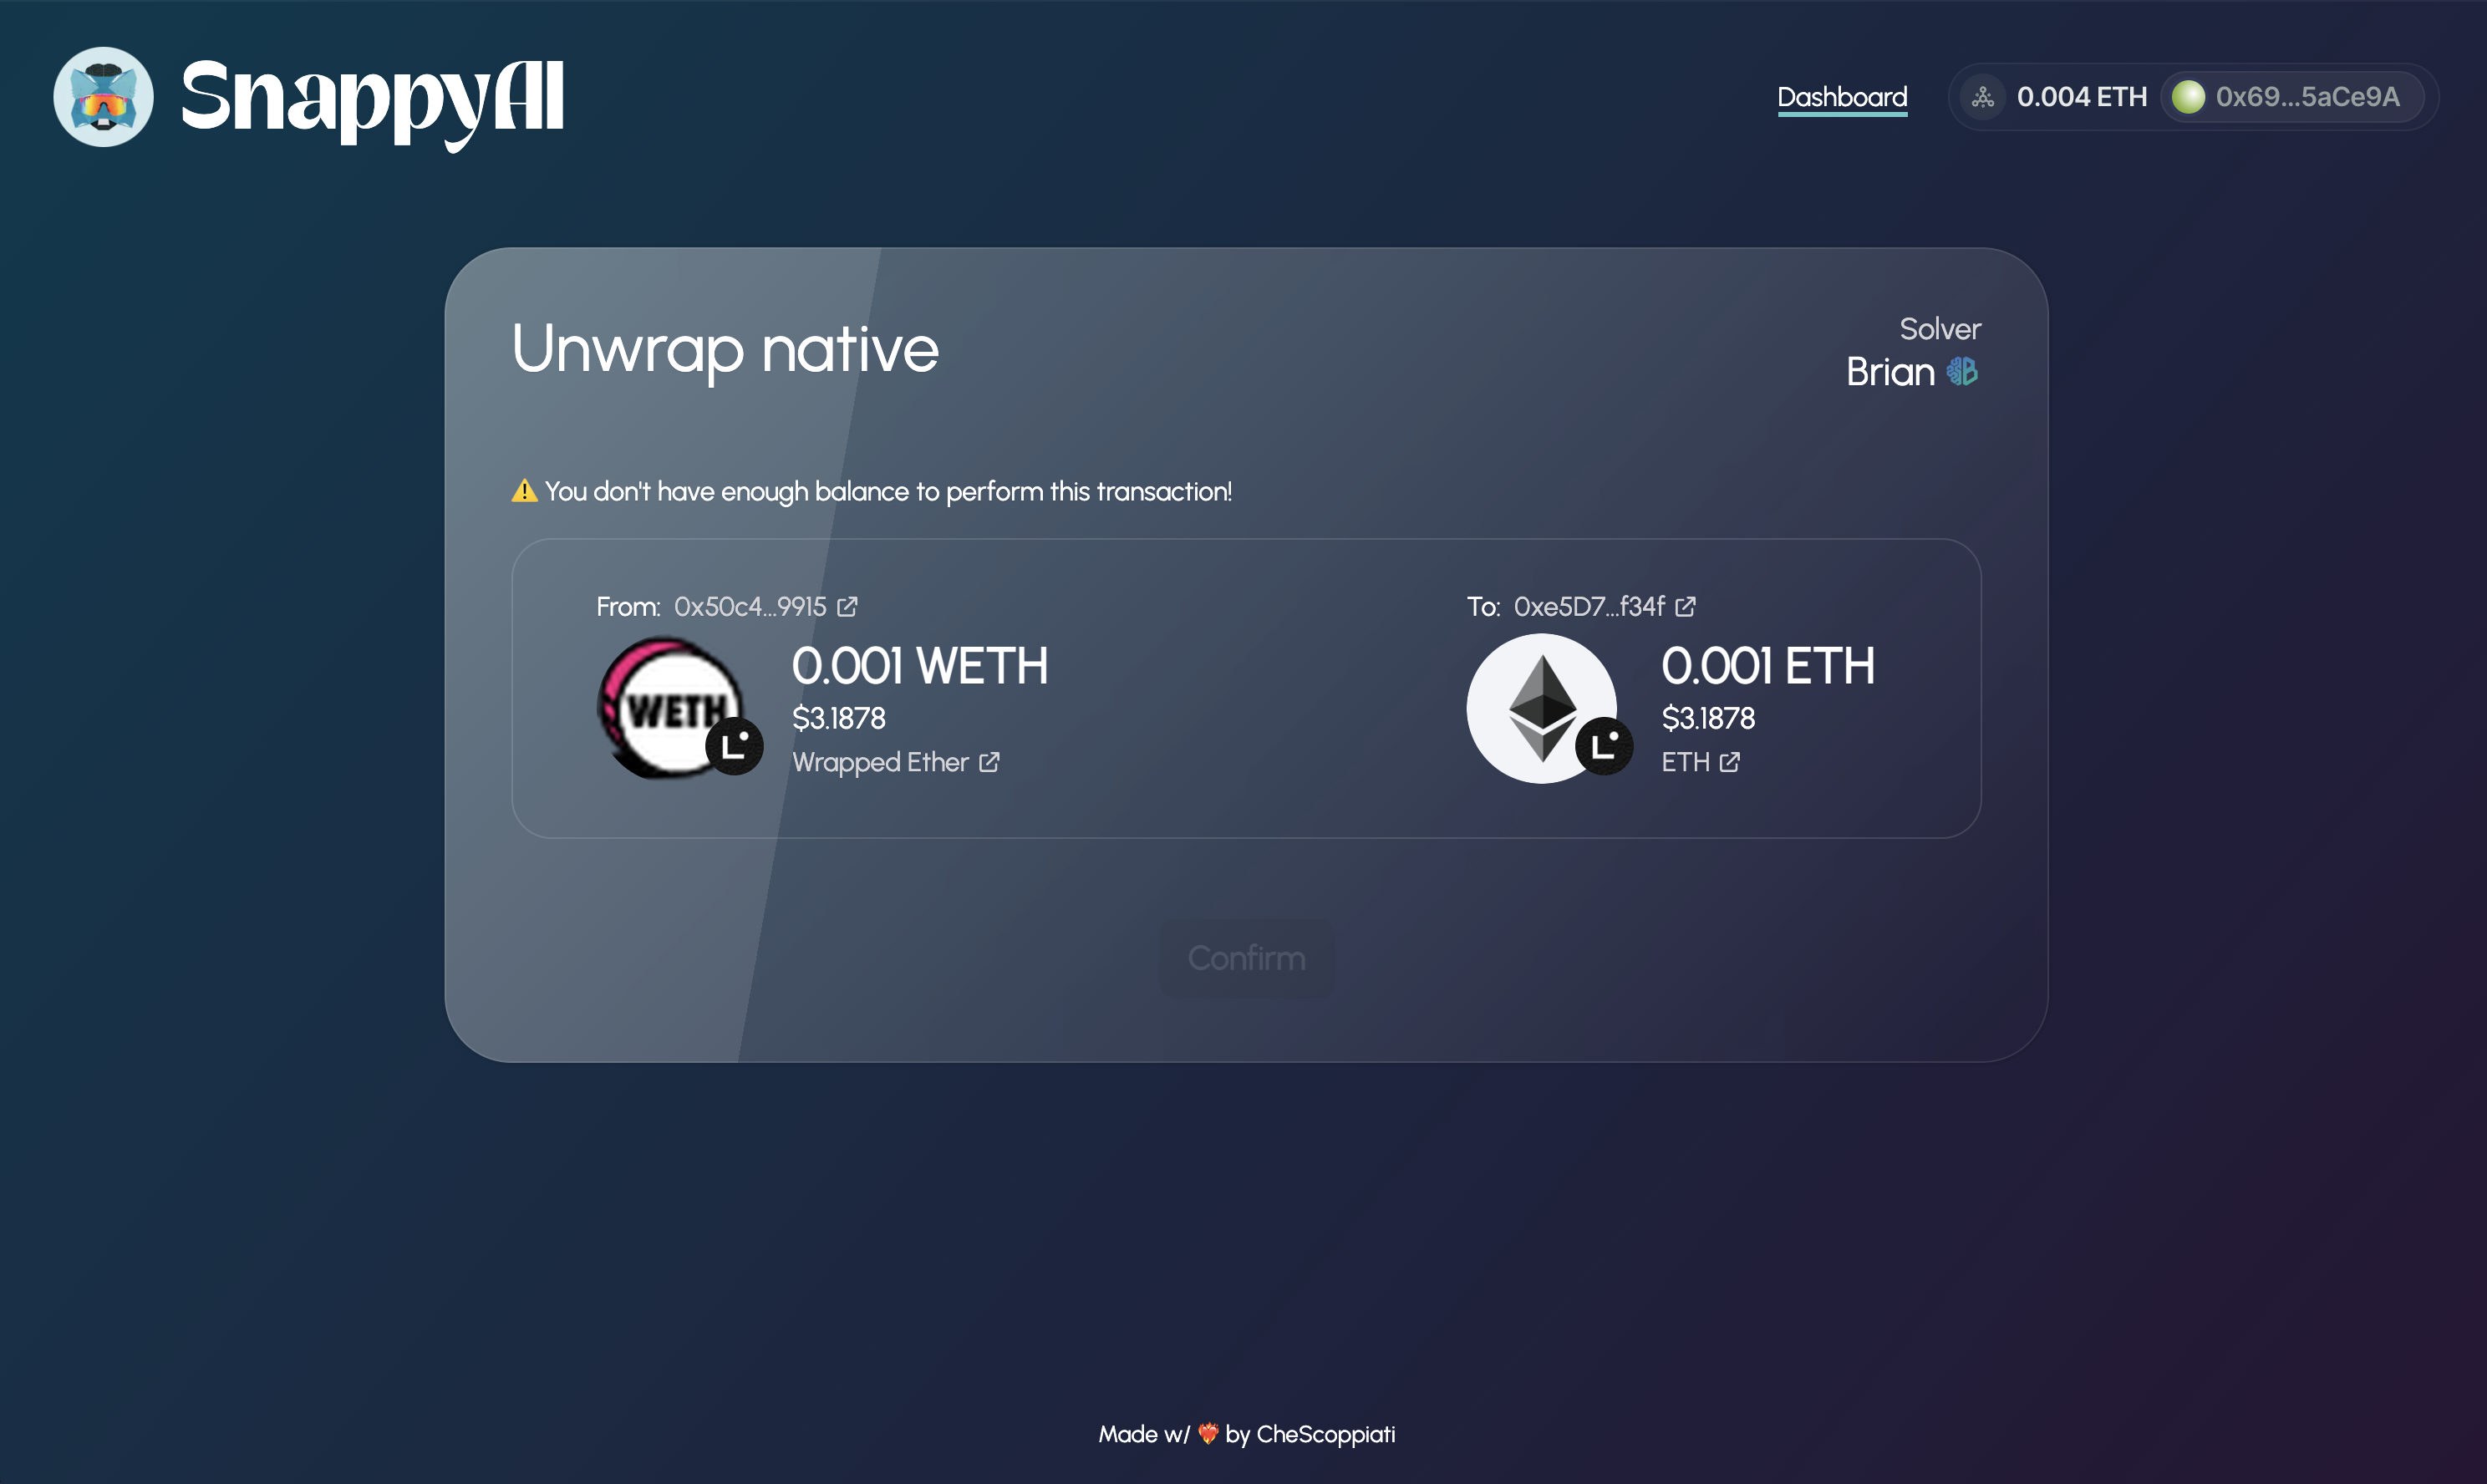 SnappyAI
Dashboard
0.004 ETH
0x69...5aCe9A
Unwrap native
Solver
Brian
⚠️ You don't have enough balance to perform this transaction!
From: 0x50c4...9915
WETH
0.001 WETH
$3.1878
Wrapped Ether
To: 0xe5D7...f34f
0.001 ETH
$3.1878
ETH
Confirm
Made w/ ❤️‍🔥 by CheScoppiati